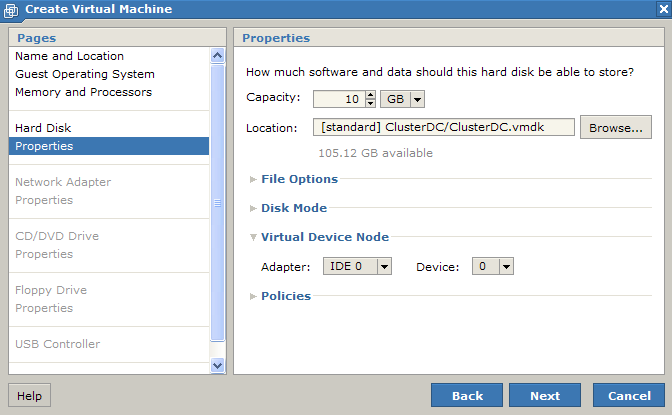 Create Virtual Machine
Pages
Name and Location
Guest Operating System
Memory and Processors
Hard Disk
Properties
Network Adapter
Properties
CD/DVD Drive
Properties
Floppy Drive
Properties
USB Controller
Properties
How much software and data should this hard disk be able to store?
Capacity: 10 GB
Location: [standard] ClusterDC/ClusterDC.vmdk Browse...
105.12 GB available
File Options
Disk Mode
Virtual Device Node
Adapter: IDE 0 Device: 0
Policies
Help Back Next Cancel